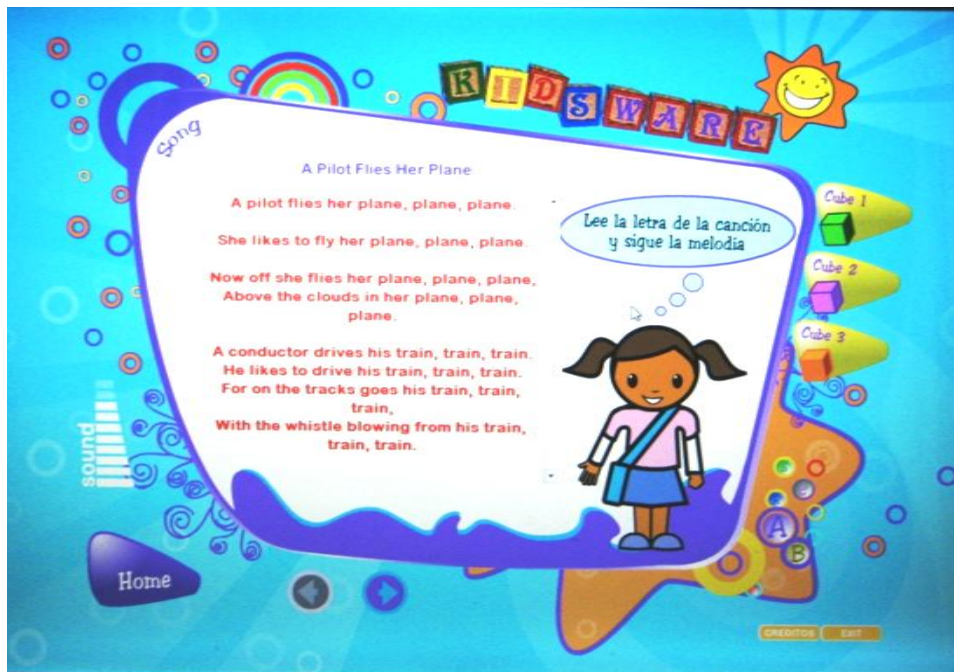 KIDSWARE
Song
A Pilot Flies Her Plane
A pilot flies her plane, plane, plane.
She likes to fly her plane, plane, plane.
Now off she flies her plane, plane, plane,
Above the clouds in her plane, plane,
plane.
A conductor drives his train, train, train.
He likes to drive his train, train, train.
For on the tracks goes his train, train,
train,
With the whistle blowing from his train,
train, train.
Lee la letra de la canción
y sigue la melodia
Cube 1
Cube 2
Cube 3
sound
A
B
Home
CREDITOS
EXIT